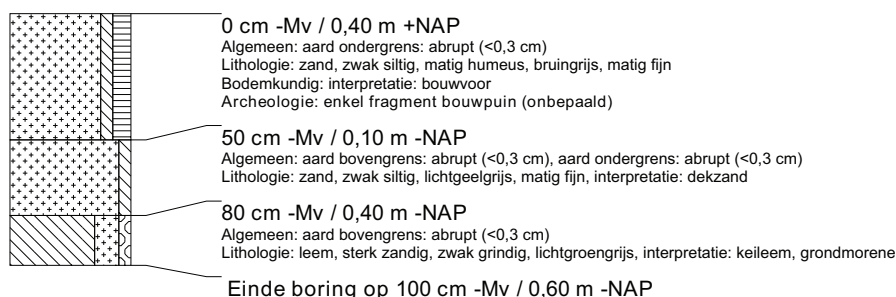 0 cm -Mv / 0,40 m +NAP
Algemeen: aard ondergrens: abrupt (<0,3 cm)
Lithologie: zand, zwak siltig, matig humeus, bruingrijs, matig fijn
Bodemkundig: interpretatie: bouwvoor
Archeologie: enkel fragment bouwpuin (onbepaald)
50 cm -Mv / 0,10 m -NAP
Algemeen: aard bovengrens: abrupt (<0,3 cm), aard ondergrens: abrupt (<0,3 cm)
Lithologie: zand, zwak siltig, lichtgeelgrijs, matig fijn, interpretatie: dekzand
80 cm -Mv / 0,40 m -NAP
Algemeen: aard bovengrens: abrupt (<0,3 cm)
Lithologie: leem, sterk zandig, zwak grindig, lichtgroengrijs, interpretatie: keileem, grondmorene
Einde boring op 100 cm -Mv / 0,60 m -NAP